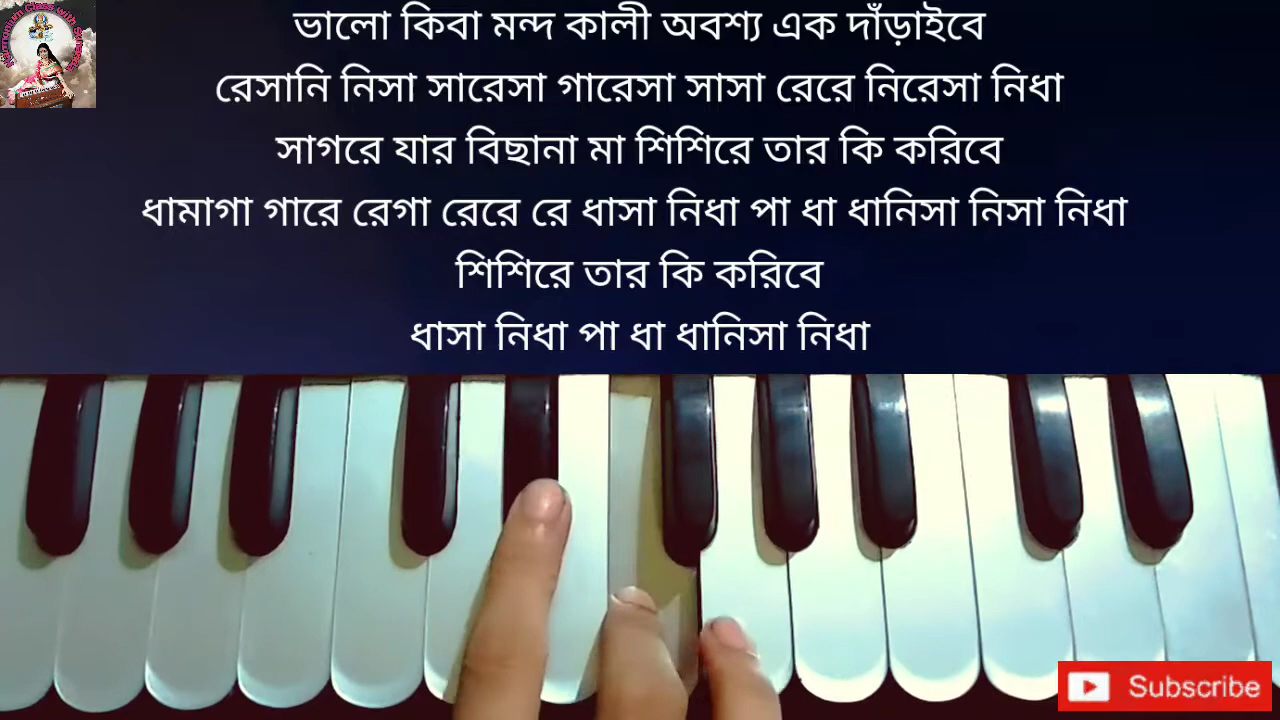 ভালো কিবা মন্দ কালী অবশ্য এক দাঁড়াইবে
রেসানি নিসা সারেসা গারেসা সাসা রেরে নিরেসা নিধা
সাগরে যার বিছানা মা শিশিরে তার কি করিবে
ধামাগা গারে রেগা রেরে রে ধাসা নিধা পা ধা ধানিসা নিসা নিধা
শিশিরে তার কি করিবে
ধাসা নিধা পা ধা ধানিসা নিধা
Subscribe